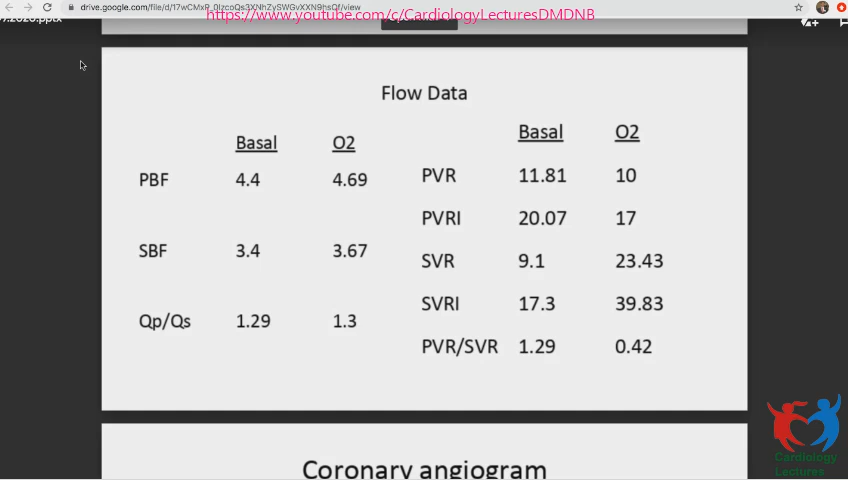 drive.google.com/file/d/17wCMxP_0IzcoQs3XNhZySWGvXXN9hsQf/view
https://www.youtube.com/c/CardiologyLecturesDMDNB
Flow Data
Basal O2
PBF 4.4 4.69
SBF 3.4 3.67
Qp/Qs 1.29 1.3
Basal O2
PVR 11.81 10
PVRI 20.07 17
SVR 9.1 23.43
SVRI 17.3 39.83
PVR/SVR 1.29 0.42
Coronary angiogram
Cardiology
Lectures